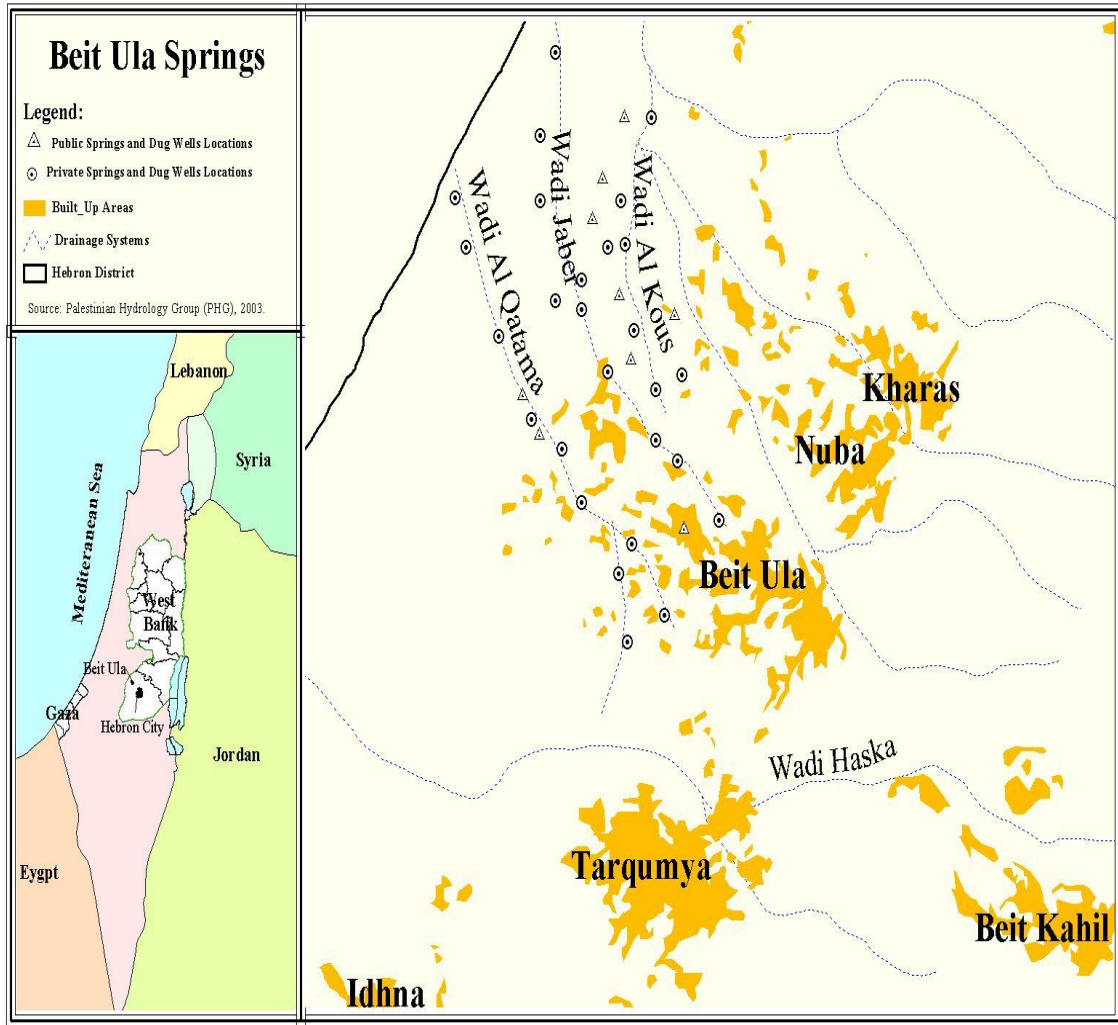 Beit Ula Springs
Legend:
Public Springs and Dug Wells Locations
Private Springs and Dug Wells Locations
Built_Up Areas
Drainage Systems
Hebron District
Source: Palestinian Hydrology Group (PHG), 2003.
Lebanon
Syria
Mediteranean Sea
West
Bank
Beit Ula
Gaza
Hebron City
Jordan
Eygpt
Wadi Al Qatama
Wadi Jaber
Wadi Al Kous
Kharas
Nuba
Beit Ula
Wadi Haska
Tarqumya
Beit Kahil
Idhna